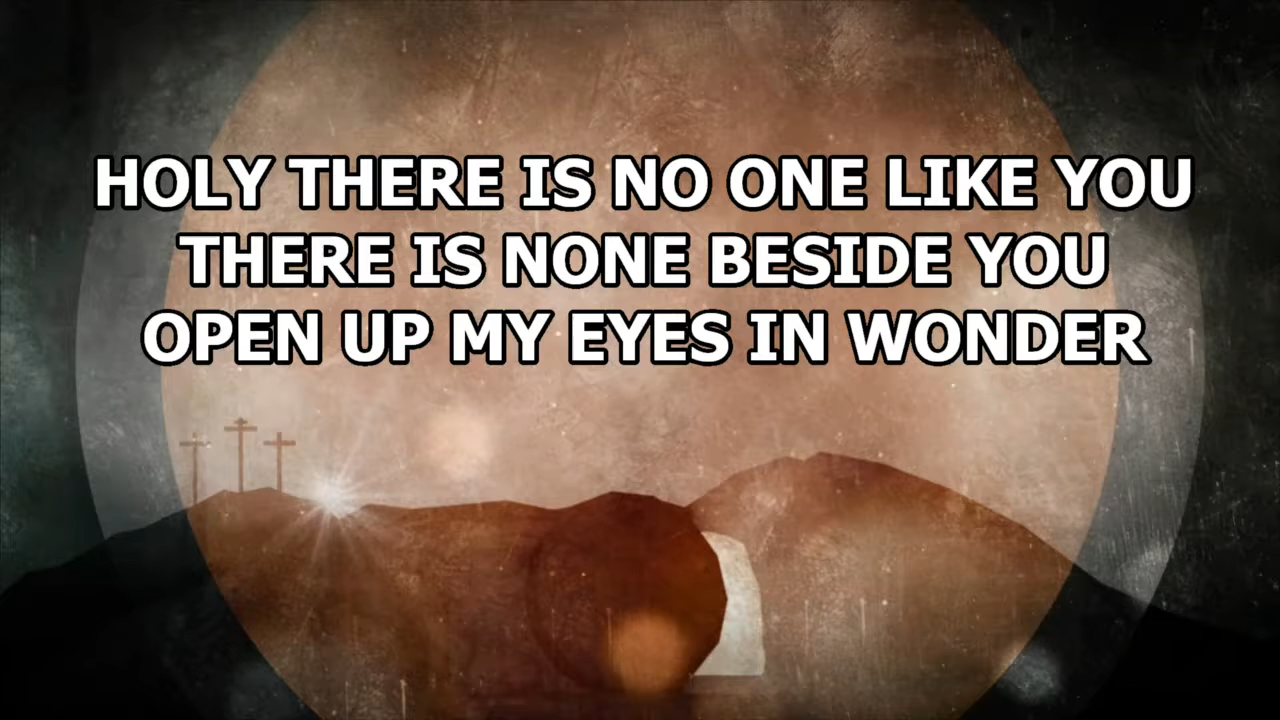 HOLY THERE IS NO ONE LIKE YOU
THERE IS NONE BESIDE YOU
OPEN UP MY EYES IN WONDER